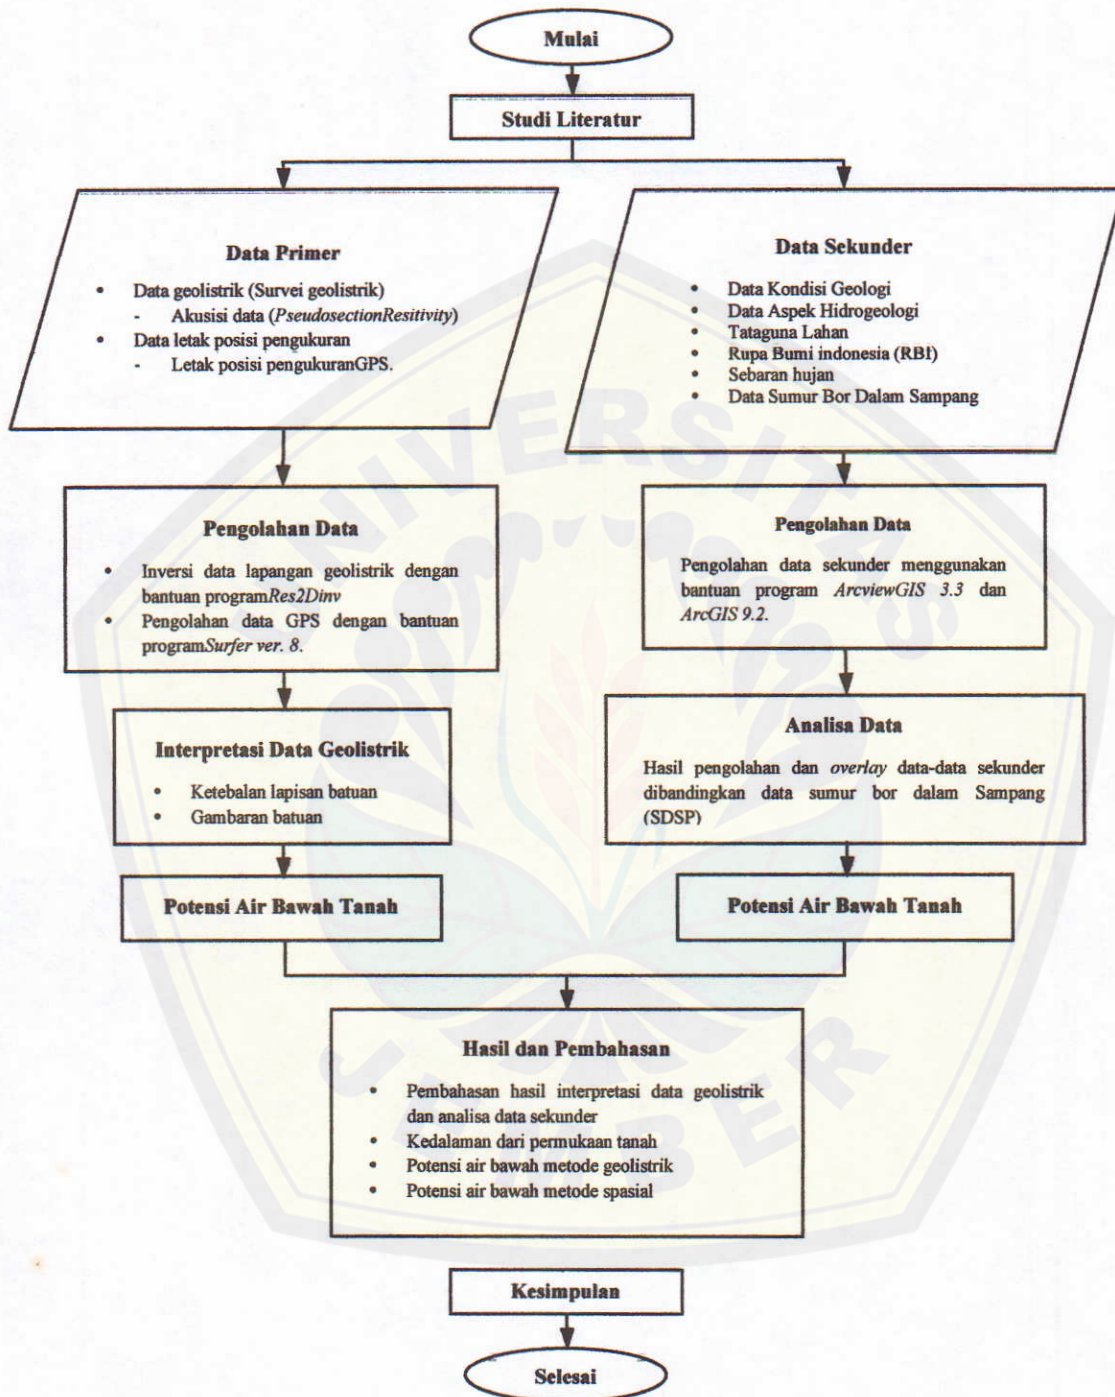 Mulai
Studi Literatur
Data Primer
• Data geolistrik (Survei geolistrik)
- Akusisi data (PseudosectionResitivity)
• Data letak posisi pengukuran
- Letak posisi pengukuranGPS.
Data Sekunder
• Data Kondisi Geologi
• Data Aspek Hidrogeologi
• Tataguna Lahan
• Rupa Bumi indonesia (RBI)
• Sebaran hujan
• Data Sumur Bor Dalam Sampang
Pengolahan Data
• Inversi data lapangan geolistrik dengan
bantuan programRes2Dinv
• Pengolahan data GPS dengan bantuan
programSurfer ver. 8.
Pengolahan Data
Pengolahan data sekunder menggunakan
bantuan program ArcviewGIS 3.3 dan
ArcGIS 9.2.
Interpretasi Data Geolistrik
• Ketebalan lapisan batuan
• Gambaran batuan
Analisa Data
Hasil pengolahan dan overlay data-data sekunder
dibandingkan data sumur bor dalam Sampang
(SDSP)
Potensi Air Bawah Tanah
Potensi Air Bawah Tanah
Hasil dan Pembahasan
• Pembahasan hasil interpretasi data geolistrik
dan analisa data sekunder
• Kedalaman dari permukaan tanah
• Potensi air bawah metode geolistrik
• Potensi air bawah metode spasial
Kesimpulan
Selesai
UNIVERSITAS
JEMBER